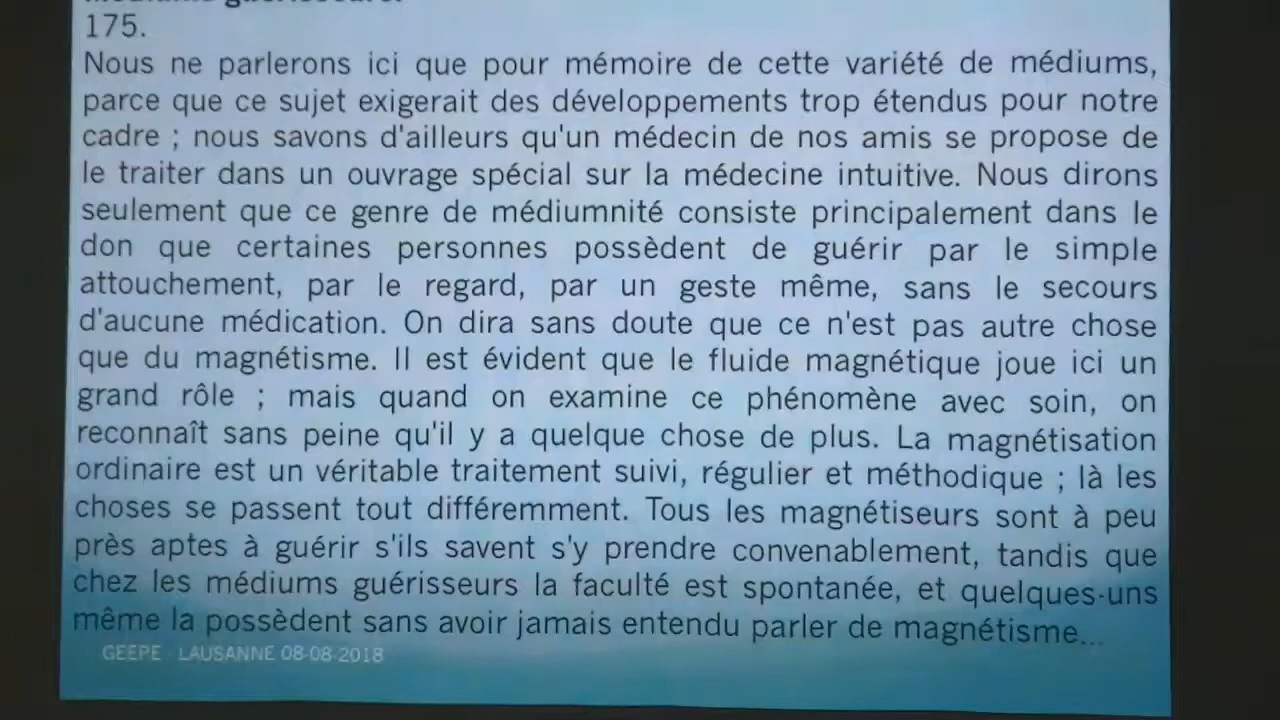 175.
Nous ne parlerons ici que pour mémoire de cette variété de médiums,
parce que ce sujet exigerait des développements trop étendus pour notre
cadre ; nous savons d'ailleurs qu'un médecin de nos amis se propose de
le traiter dans un ouvrage spécial sur la médecine intuitive. Nous dirons
seulement que ce genre de médiumnité consiste principalement dans le
don que certaines personnes possèdent de guérir par le simple
attouchement, par le regard, par un geste même, sans le secours
d'aucune médication. On dira sans doute que ce n'est pas autre chose
que du magnétisme. Il est évident que le fluide magnétique joue ici un
grand rôle ; mais quand on examine ce phénomène avec soin, on
reconnaît sans peine qu'il y a quelque chose de plus. La magnétisation
ordinaire est un véritable traitement suivi, régulier et méthodique ; là les
choses se passent tout différemment. Tous les magnétiseurs sont à peu
près aptes à guérir s'ils savent s'y prendre convenablement, tandis que
chez les médiums guérisseurs la faculté est spontanée, et quelques-uns
même la possèdent sans avoir jamais entendu parler de magnétisme...
GEEPE - LAUSANNE 08-08-2018